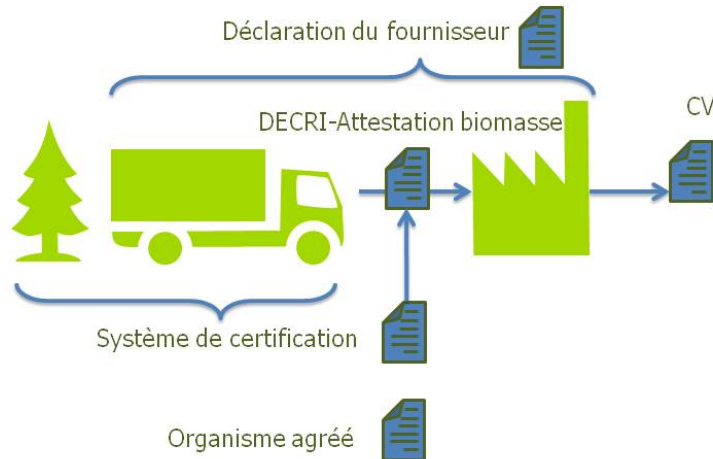 Déclaration du fournisseur
DECRI-Attestation biomasse
CV
Système de certification
Organisme agréé